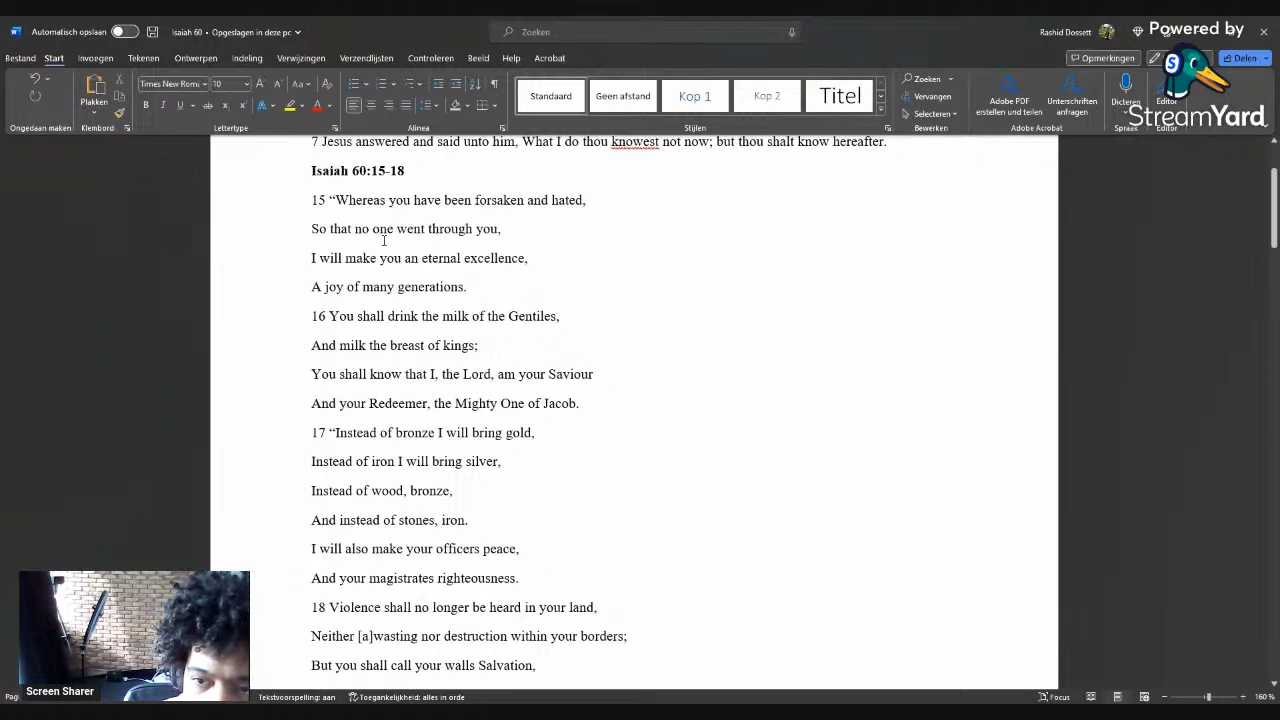 Automatisch opslaan
Isaiah 60 • Opgeslagen in deze pc
Zoeken
Rashid Dossett
Powered by
StreamYard
Bestand Start Invoegen Tekenen Ontwerpen Indeling Verwijzingen Verzendlijsten Controleren Beeld Help Acrobat
Opmerkingen
Delen
Plakken
Times New Romi 10
Standaard
Geen afstand
Kop 1
Kop 2
Titel
Zoeken
Vervangen
Selecteren
Adobe PDF
erstellen und teilen
Unterschriften
anfragen
Dicteren
Editor
Ongedaan maken Klembord Lettertype Alinea Stijlen Bewerken Adobe Acrobat Spraak Editor
7 Jesus answered and said unto him, What I do thou knowest not now; but thou shalt know hereafter.
Isaiah 60:15-18
15 “Whereas you have been forsaken and hated,
So that no one went through you,
I will make you an eternal excellence,
A joy of many generations.
16 You shall drink the milk of the Gentiles,
And milk the breast of kings;
You shall know that I, the Lord, am your Saviour
And your Redeemer, the Mighty One of Jacob.
17 “Instead of bronze I will bring gold,
Instead of iron I will bring silver,
Instead of wood, bronze,
And instead of stones, iron.
I will also make your officers peace,
And your magistrates righteousness.
18 Violence shall no longer be heard in your land,
Neither [a]wasting nor destruction within your borders;
But you shall call your walls Salvation,
Screen Sharer
Tekstvoorspelling: aan
Toegankelijkheid: alles in orde
Focus
160 %